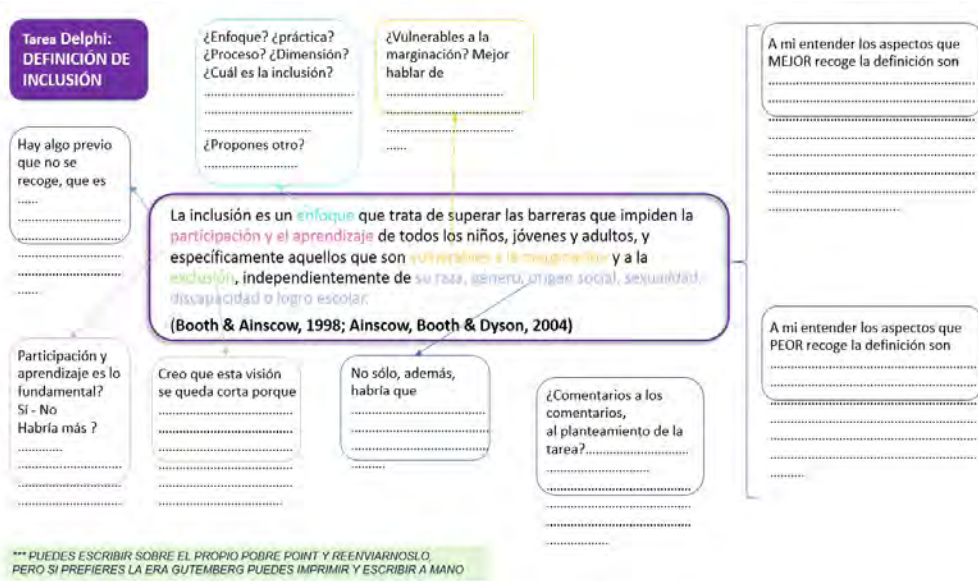 Tarea Delphi:
DEFINICIÓN DE
INCLUSIÓN
¿Enfoque? ¿práctica?
¿Proceso? ¿Dimensión?
¿Cuál es la inclusión?
............................................
............................................
...............................
¿Propones otro?
...........................
¿Vulnerables a la
marginación? Mejor
hablar de
.................................
.......................................
....................................
......
A mi entender los aspectos que
MEJOR recoge la definición son
............................................................
............................................................
............................................................
............................................................
............................................................
............................................................
......................................
Hay algo previo
que no se
recoge, que es
.....
..............................
..............................
..............................
..............................
......
La inclusión es un enfoque que trata de superar las barreras que impiden la
participación y el aprendizaje de todos los niños, jóvenes y adultos, y
específicamente aquellos que son vulnerables a la marginación y a la
exclusión, independientemente de su raza, género, origen social, sexualidad,
discapacidad o logro escolar.
(Booth & Ainscow, 1998; Ainscow, Booth & Dyson, 2004)
Participación y
aprendizaje es lo
fundamental?
Sí - No
Habría más ?
.............
..............................
..............................
Creo que esta visión
se queda corta porque
.......................................
.......................................
.......................................
.......................................
....................................
No sólo, además,
habría que
.......................................
.......................................
.......................................
..........
¿Comentarios a los
comentarios,
al planteamiento de la
tarea?..............................
..............................
.........................................
.........................................
.........................................
..............................
A mi entender los aspectos que
PEOR recoge la definición son
............................................................
............................................................
............................................................
............................................................
............................................................
..........
*** PUEDES ESCRIBIR SOBRE EL PROPIO POBRE POINT Y REENVIARNOSLO,
PERO SI PREFIERES LA ERA GUTEMBERG PUEDES IMPRIMIR Y ESCRIBIR A MANO